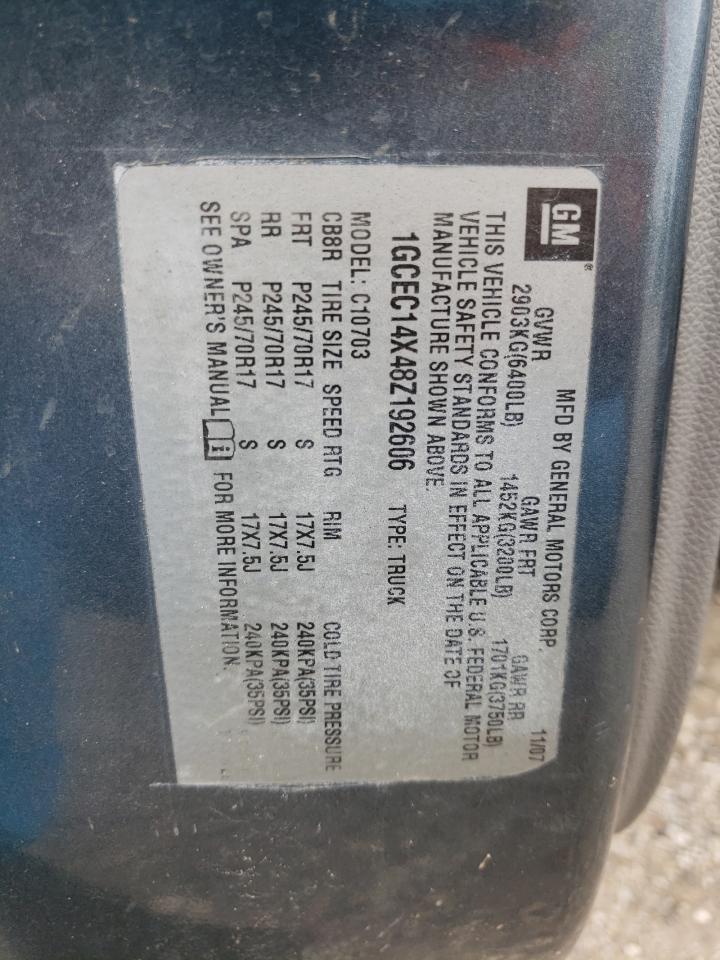 GM®
MFD BY GENERAL MOTORS CORP. 11/07
GVWR GAWR FRT GAWR RR
2903KG(6400LB) 1452KG(3200LB) 1701KG(3750LB)
THIS VEHICLE CONFORMS TO ALL APPLICABLE U.S. FEDERAL MOTOR
VEHICLE SAFETY STANDARDS IN EFFECT ON THE DATE OF
MANUFACTURE SHOWN ABOVE.
1GCEC14X48Z192606 TYPE: TRUCK
MODEL: C10703
CB8R TIRE SIZE SPEED RTG RIM COLD TIRE PRESSURE
FRT P245/70R17 S 17X7.5J 240KPA(35PSI)
RR P245/70R17 S 17X7.5J 240KPA(35PSI)
SPA P245/70R17 S 17X7.5J 240KPA(35PSI)
SEE OWNER'S MANUAL FOR MORE INFORMATION.